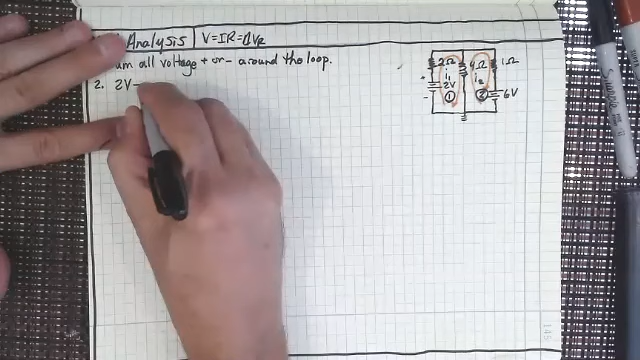 Analysis V=IR=ΔVR
um all voltage + or - around the loop.
2. 2V-
2Ω 4Ω 1Ω
i1 i2
+ 2V
- 1 2 6V
145